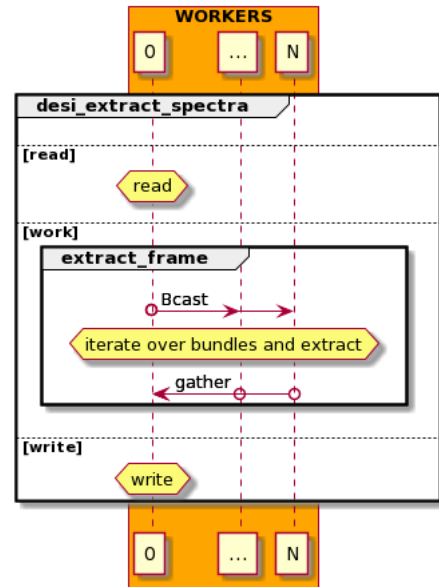 WORKERS
0 ... N
desi_extract_spectra
[read]
read
[work]
extract_frame
Bcast
iterate over bundles and extract
gather
[write]
write
0 ... N